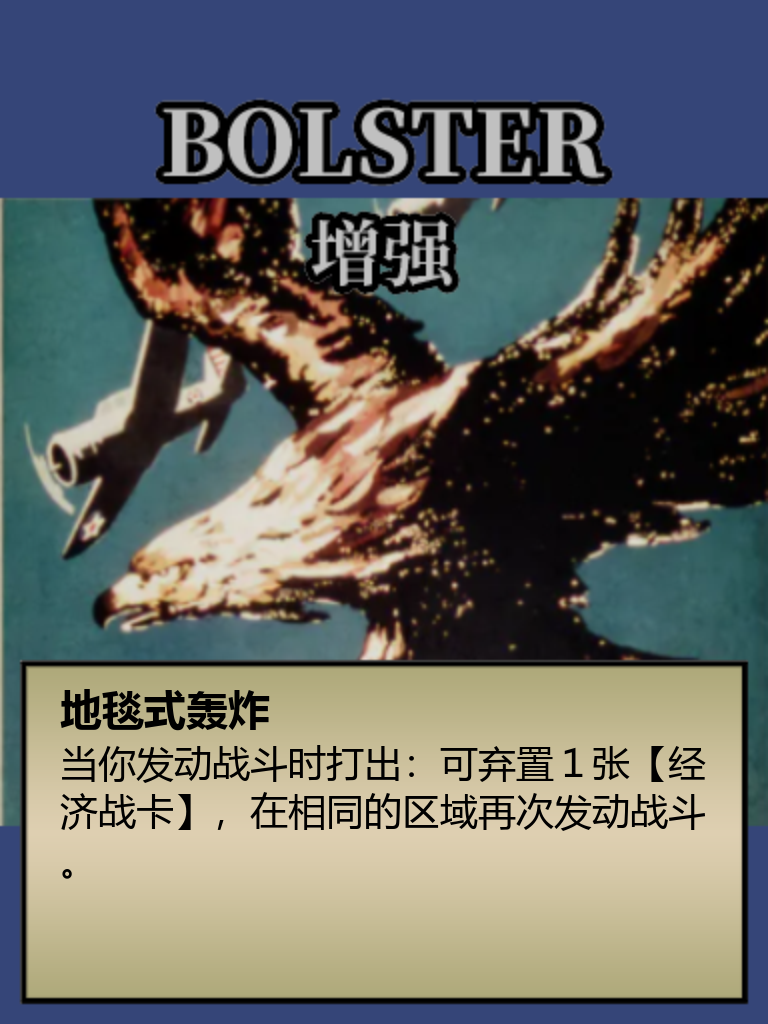 BOLSTER
增强
地毯式轰炸
当你发动战斗时打出：可弃置１张【经
济战卡】，在相同的区域再次发动战斗
。